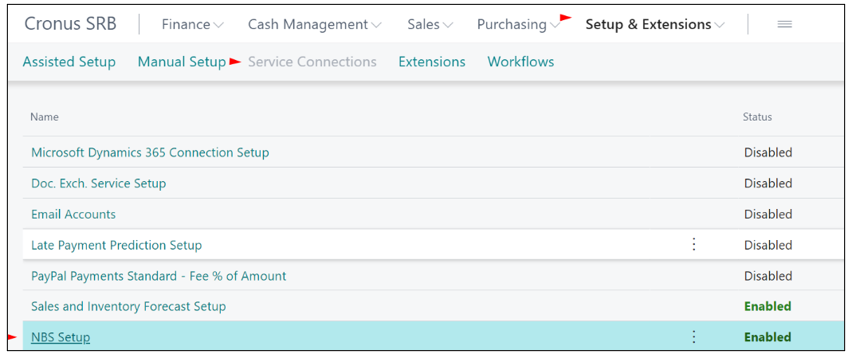 Cronus SRB Finance Cash Management Sales Purchasing Setup & Extensions
Assisted Setup Manual Setup Service Connections Extensions Workflows
Name Status
Microsoft Dynamics 365 Connection Setup Disabled
Doc. Exch. Service Setup Disabled
Email Accounts Disabled
Late Payment Prediction Setup Disabled
PayPal Payments Standard - Fee % of Amount Disabled
Sales and Inventory Forecast Setup Enabled
NBS Setup Enabled